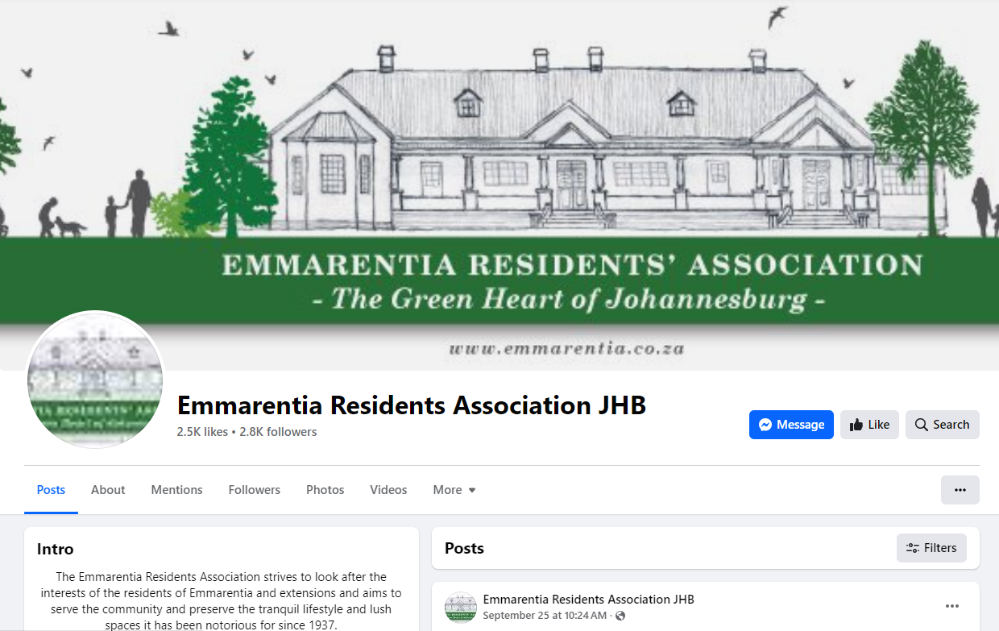 EMMARENTIA RESIDENTS' ASSOCIATION
- The Green Heart of Johannesburg -
www.emmarentia.co.za
Emmarentia Residents Association JHB
2.5K likes • 2.8K followers
Message
Like
Search
Posts
About
Mentions
Followers
Photos
Videos
More
Intro
The Emmarentia Residents Association strives to look after the
interests of the residents of Emmarentia and extensions and aims to
serve the community and preserve the tranquil lifestyle and lush
spaces it has been notorious for since 1937.
Posts
Filters
Emmarentia Residents Association JHB
September 25 at 10:24 AM ·